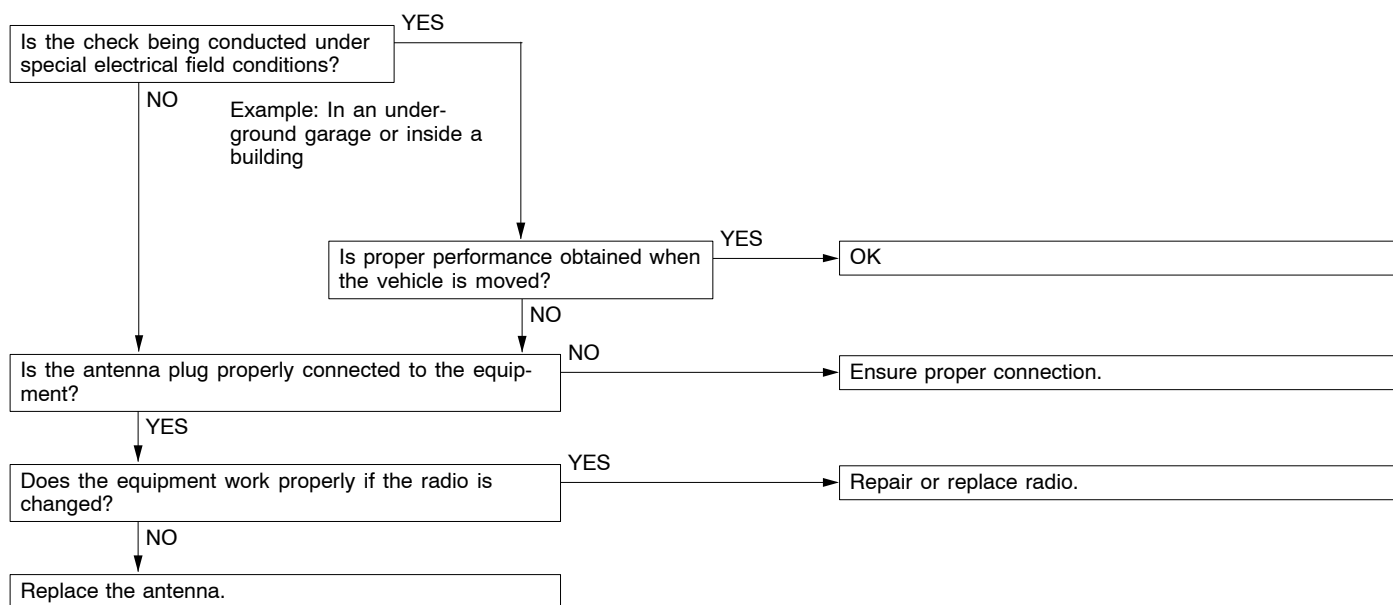 YES
Is the check being conducted under
special electrical field conditions?
NO
Example: In an under-
ground garage or inside a
building
Is proper performance obtained when
the vehicle is moved?
YES
OK
NO
Is the antenna plug properly connected to the equip-
ment?
NO
Ensure proper connection.
YES
Does the equipment work properly if the radio is
changed?
YES
Repair or replace radio.
NO
Replace the antenna.